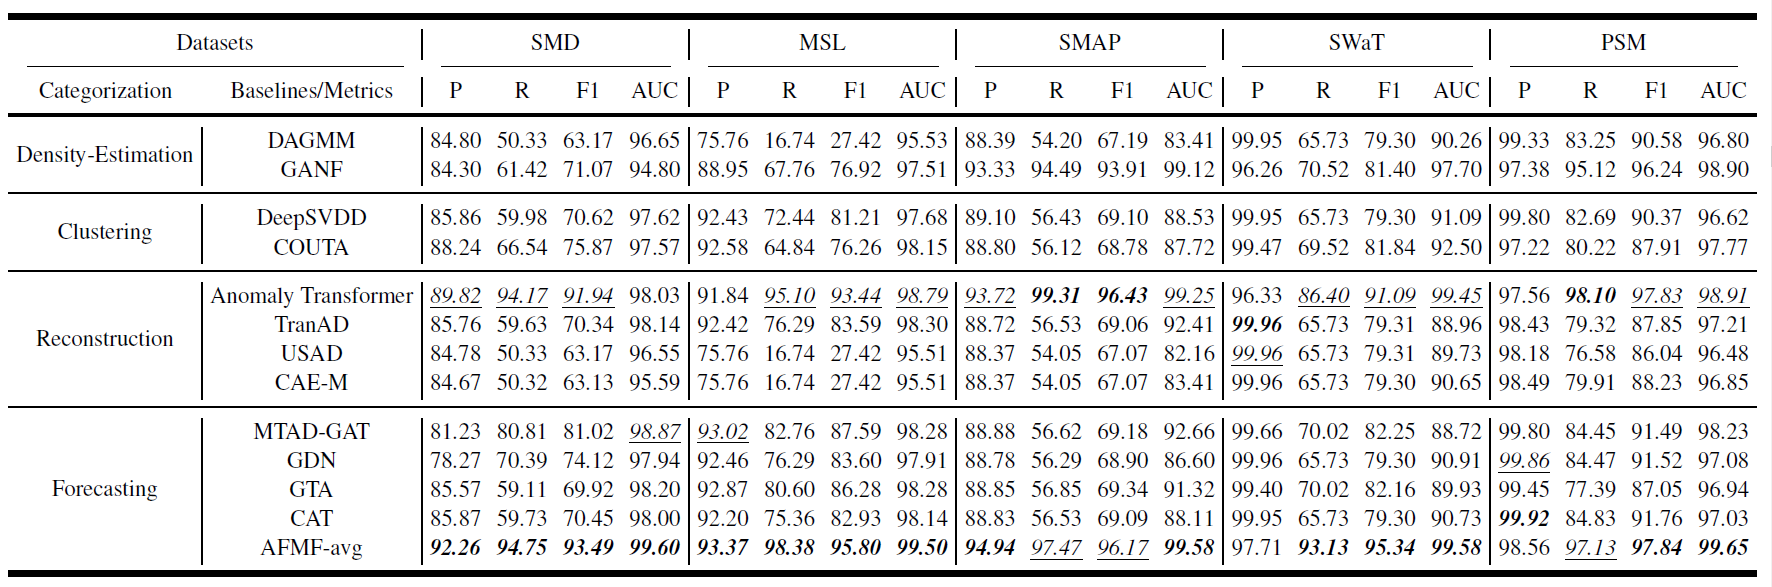 Datasets SMD MSL SMAP SWaT PSM
Categorization Baselines/Metrics P R F1 AUC P R F1 AUC P R F1 AUC P R F1 AUC P R F1 AUC
Density-Estimation
DAGMM 84.80 50.33 63.17 96.65 75.76 16.74 27.42 95.53 88.39 54.20 67.19 83.41 99.95 65.73 79.30 90.26 99.33 83.25 90.58 96.80
GANF 84.30 61.42 71.07 94.80 88.95 67.76 76.92 97.51 93.33 94.49 93.91 99.12 96.26 70.52 81.40 97.70 97.38 95.12 96.24 98.90
Clustering
DeepSVDD 85.86 59.98 70.62 97.62 92.43 72.44 81.21 97.68 89.10 56.43 69.10 88.53 99.95 65.73 79.30 91.09 99.80 82.69 90.37 96.62
COUTA 88.24 66.54 75.87 97.57 92.58 64.84 76.26 98.15 88.80 56.12 68.78 87.72 99.47 69.52 81.84 92.50 97.22 80.22 87.91 97.77
Reconstruction
Anomaly Transformer 89.82 94.17 91.94 98.03 91.84 95.10 93.44 98.79 93.72 99.31 96.43 99.25 96.33 86.40 91.09 99.45 97.56 98.10 97.83 98.91
TranAD 85.76 59.63 70.34 98.14 92.42 76.29 83.59 98.30 88.72 56.53 69.06 92.41 99.96 65.73 79.31 88.96 98.43 79.32 87.85 97.21
USAD 84.78 50.33 63.17 96.55 75.76 16.74 27.42 95.51 88.37 54.05 67.07 82.16 99.96 65.73 79.31 89.73 98.18 76.58 86.04 96.48
CAE-M 84.67 50.32 63.13 95.59 75.76 16.74 27.42 95.51 88.37 54.05 67.07 83.41 99.96 65.73 79.30 90.65 98.49 79.91 88.23 96.85
Forecasting
MTAD-GAT 81.23 80.81 81.02 98.87 93.02 82.76 87.59 98.28 88.88 56.62 69.18 92.66 99.66 70.02 82.25 88.72 99.80 84.45 91.49 98.23
GDN 78.27 70.39 74.12 97.94 92.46 76.29 83.60 97.91 88.78 56.29 68.90 86.60 99.96 65.73 79.30 90.91 99.86 84.47 91.52 97.08
GTA 85.57 59.11 69.92 98.20 92.87 80.60 86.28 98.28 88.85 56.85 69.34 91.32 99.40 70.02 82.16 89.93 99.45 77.39 87.05 96.94
CAT 85.87 59.73 70.45 98.00 92.20 75.36 82.93 98.14 88.83 56.53 69.09 88.11 99.95 65.73 79.30 90.73 99.92 84.83 91.76 97.03
AFMF-avg 92.26 94.75 93.49 99.60 93.37 98.38 95.80 99.50 94.94 97.47 96.17 99.58 97.71 93.13 95.34 99.58 98.56 97.13 97.84 99.65